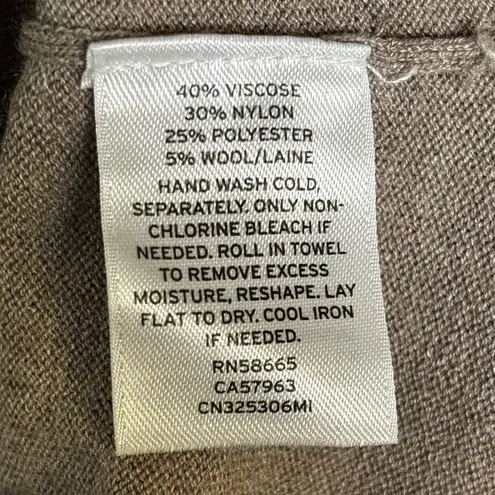 40% VISCOSE
30% NYLON
25% POLYESTER
5% WOOL/LAINE
HAND WASH COLD,
SEPARATELY. ONLY NON-
CHLORINE BLEACH IF
NEEDED. ROLL IN TOWEL
TO REMOVE EXCESS
MOISTURE, RESHAPE. LAY
FLAT TO DRY. COOL IRON
IF NEEDED.
RN58665
CA57963
CN325306MI